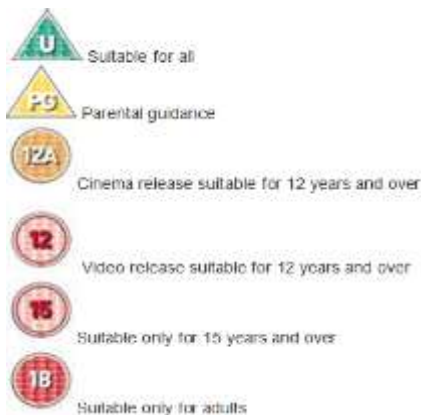 U Suitable for all
PG Parental guidance
12A
Cinema release suitable for 12 years and over
12
Video release suitable for 12 years and over
15
Suitable only for 15 years and over
18
Suitable only for adults